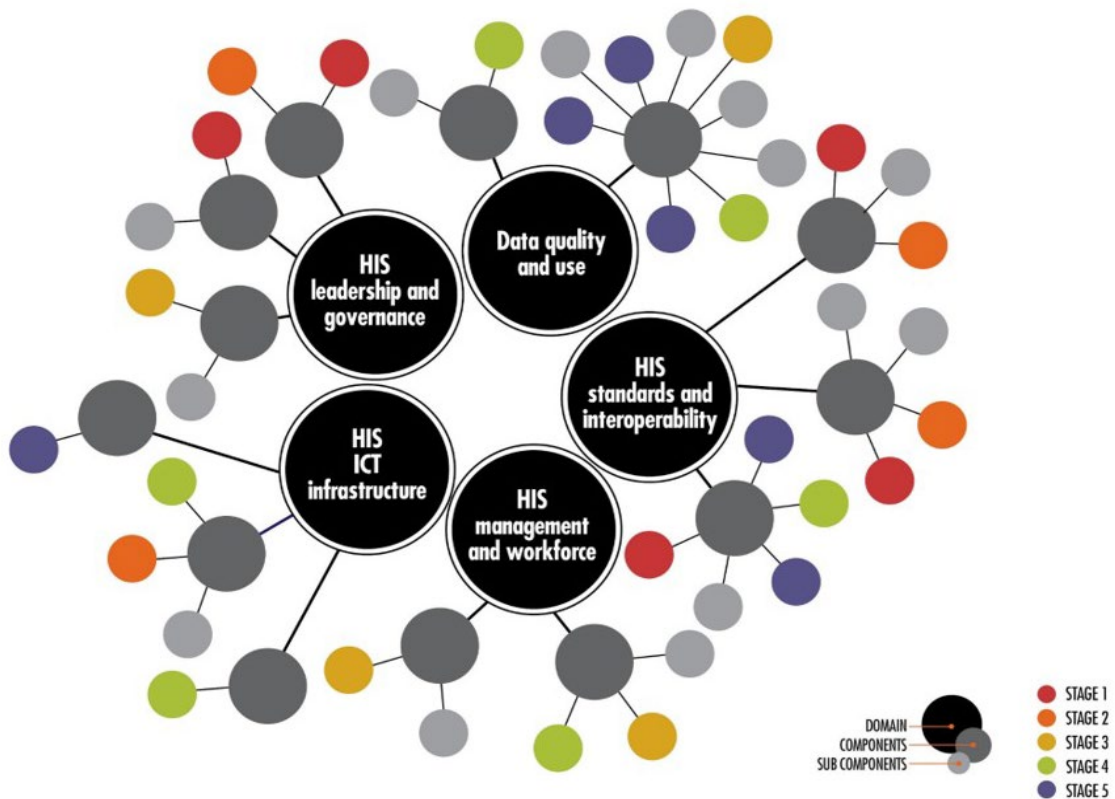 Data quality
and use
HIS
leadership and
governance
HIS
standards and
interoperability
HIS
ICT
infrastructure
HIS
management
and workforce
DOMAIN
COMPONENTS
SUB COMPONENTS
STAGE 1
STAGE 2
STAGE 3
STAGE 4
STAGE 5